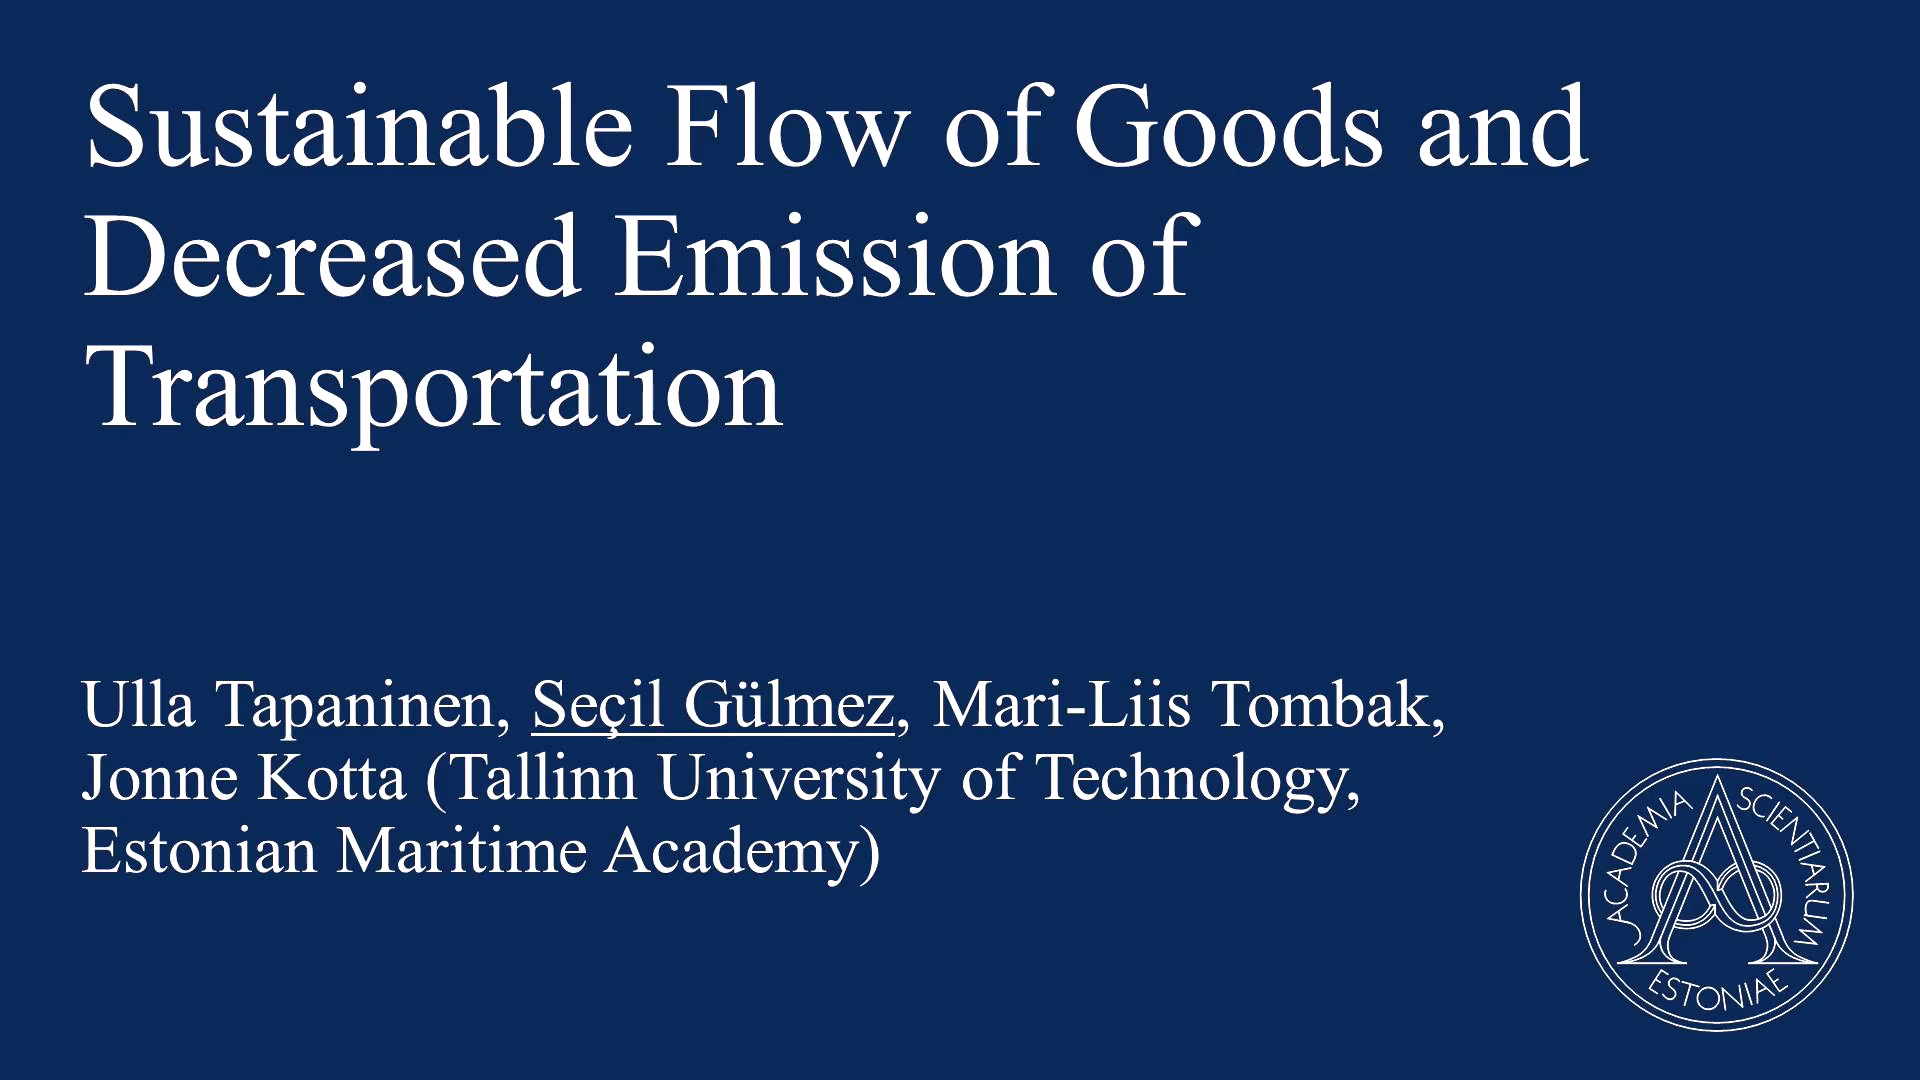 Sustainable Flow of Goods and
Decreased Emission of
Transportation
Ulla Tapaninen, Seçil Gülmez, Mari-Liis Tombak,
Jonne Kotta (Tallinn University of Technology,
Estonian Maritime Academy)
ACADEMIA SCIENTIARUM
ESTONIAE